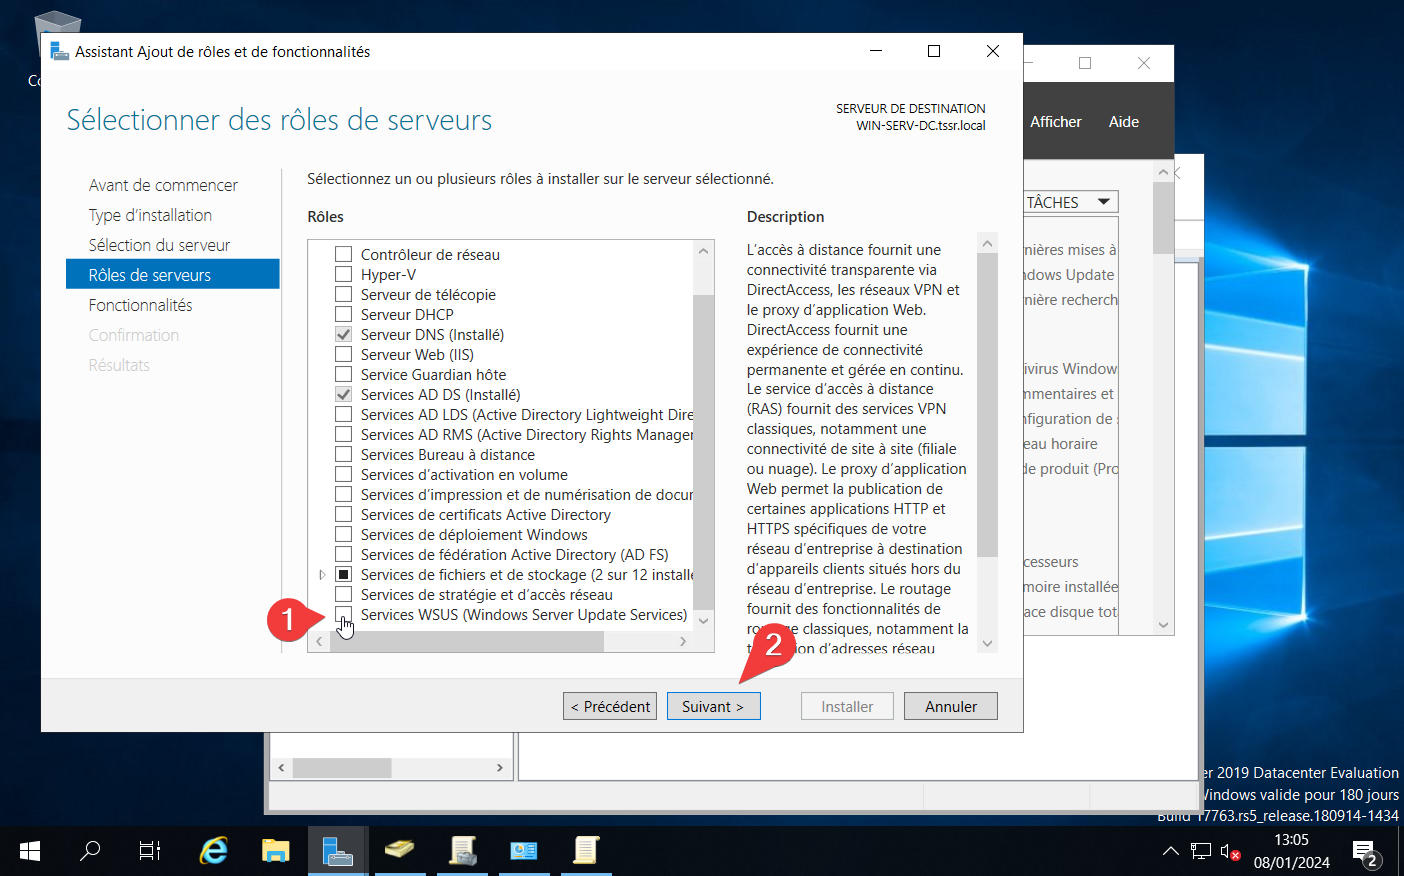 Assistant Ajout de rôles et de fonctionnalités
Sélectionner des rôles de serveurs
SERVEUR DE DESTINATION
WIN-SERV-DC.tssr.local
Avant de commencer
Type d'installation
Sélection du serveur
Rôles de serveurs
Fonctionnalités
Confirmation
Résultats
Sélectionnez un ou plusieurs rôles à installer sur le serveur sélectionné.
Rôles
Contrôleur de réseau
Hyper-V
Serveur de télécopie
Serveur DHCP
Serveur DNS (Installé)
Serveur Web (IIS)
Service Guardian hôte
Services AD DS (Installé)
Services AD LDS (Active Directory Lightweight Dire
Services AD RMS (Active Directory Rights Manager
Services Bureau à distance
Services d'activation en volume
Services d'impression et de numérisation de docur
Services de certificats Active Directory
Services de déploiement Windows
Services de fédération Active Directory (AD FS)
Services de fichiers et de stockage (2 sur 12 installé
Services de stratégie et d'accès réseau
Services WSUS (Windows Server Update Services)
1
Description
L'accès à distance fournit une
connectivité transparente via
DirectAccess, les réseaux VPN et
le proxy d'application Web.
DirectAccess fournit une
expérience de connectivité
permanente et gérée en continu.
Le service d'accès à distance
(RAS) fournit des services VPN
classiques, notamment une
connectivité de site à site (filiale
ou nuage). Le proxy d'application
Web permet la publication de
certaines applications HTTP et
HTTPS spécifiques de votre
réseau d'entreprise à destination
d'appareils clients situés hors du
réseau d'entreprise. Le routage
fournit des fonctionnalités de
classiques, notamment la
d'adresses réseau
2
< Précédent
Suivant >
Installer
Annuler
Afficher
Aide
TÂCHES
nières mises à
ndows Update
nière recherch
ivirus Window
mmentaires et
nfiguration de
eau horaire
de produit (Pro
cesseurs
moire installée
ace disque tot
er 2019 Datacenter Evaluation
Windows valide pour 180 jours
Build 17763.rs5_release.180914-1434
13:05
08/01/2024
2